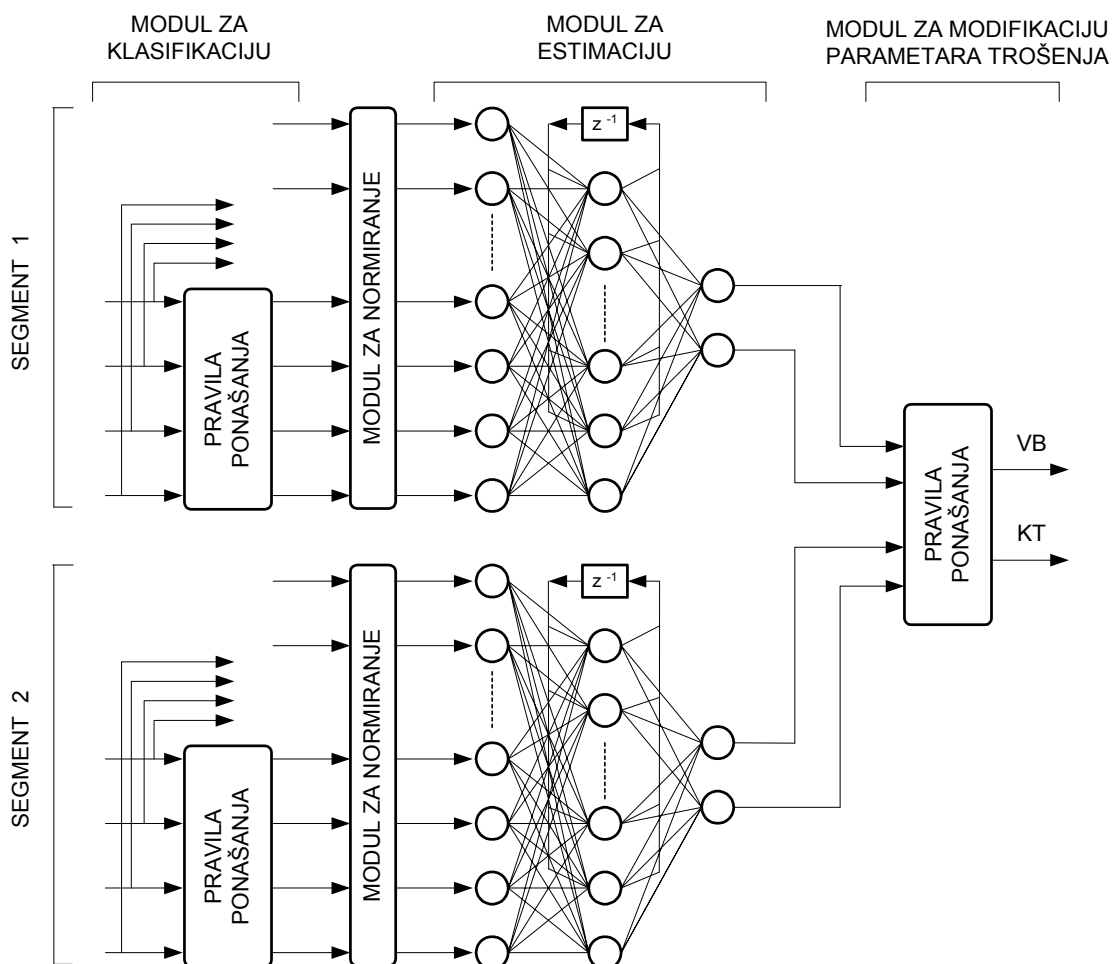 MODUL ZA
KLASIFIKACIJU
MODUL ZA
ESTIMACIJU
MODUL ZA MODIFIKACIJU
PARAMETARA TROŠENJA
SEGMENT 1
PRAVILA
PONAŠANJA
MODUL ZA NORMIRANJE
z -1
PRAVILA
PONAŠANJA
VB
KT
SEGMENT 2
PRAVILA
PONAŠANJA
MODUL ZA NORMIRANJE
z -1